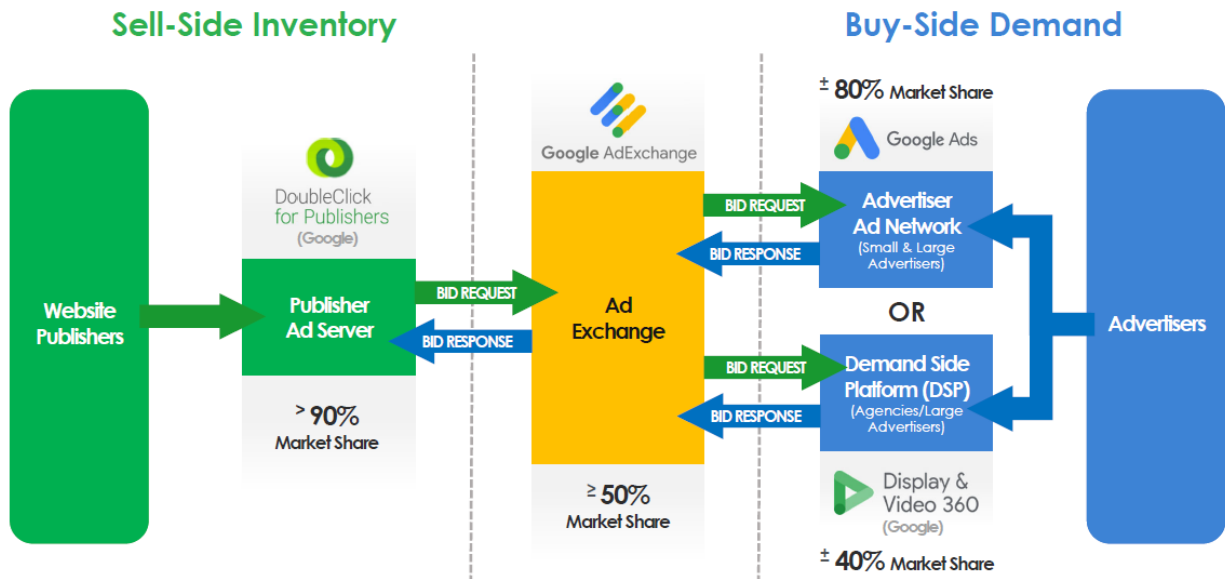 Sell-Side Inventory
Buy-Side Demand
Website
Publishers
DoubleClick
for Publishers
(Google)
Publisher
Ad Server
> 90%
Market Share
BID REQUEST
BID RESPONSE
Google AdExchange
Ad
Exchange
≥ 50%
Market Share
BID REQUEST
BID RESPONSE
BID REQUEST
BID RESPONSE
± 80% Market Share
Google Ads
Advertiser
Ad Network
(Small & Large
Advertisers)
OR
Demand Side
Platform (DSP)
(Agencies/Large
Advertisers)
Display &
Video 360
(Google)
± 40% Market Share
Advertisers